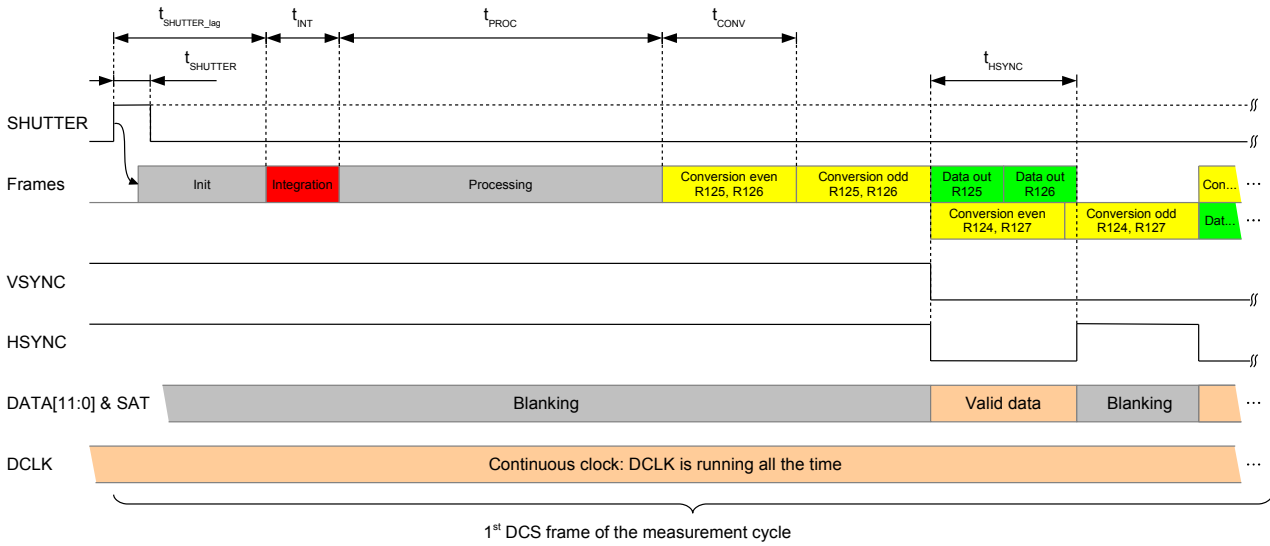 tSHUTTER_lag
tINT
tPROC
tCONV
tSHUTTER
tHSYNC
SHUTTER
Frames
Init
Integration
Processing
Conversion even
R125, R126
Conversion odd
R125, R126
Data out
R125
Data out
R126
Con...
...
Conversion even
R124, R127
Conversion odd
R124, R127
Dat...
...
VSYNC
HSYNC
DATA[11:0] & SAT
Blanking
Valid data
Blanking
...
DCLK
Continuous clock: DCLK is running all the time
...
1st DCS frame of the measurement cycle